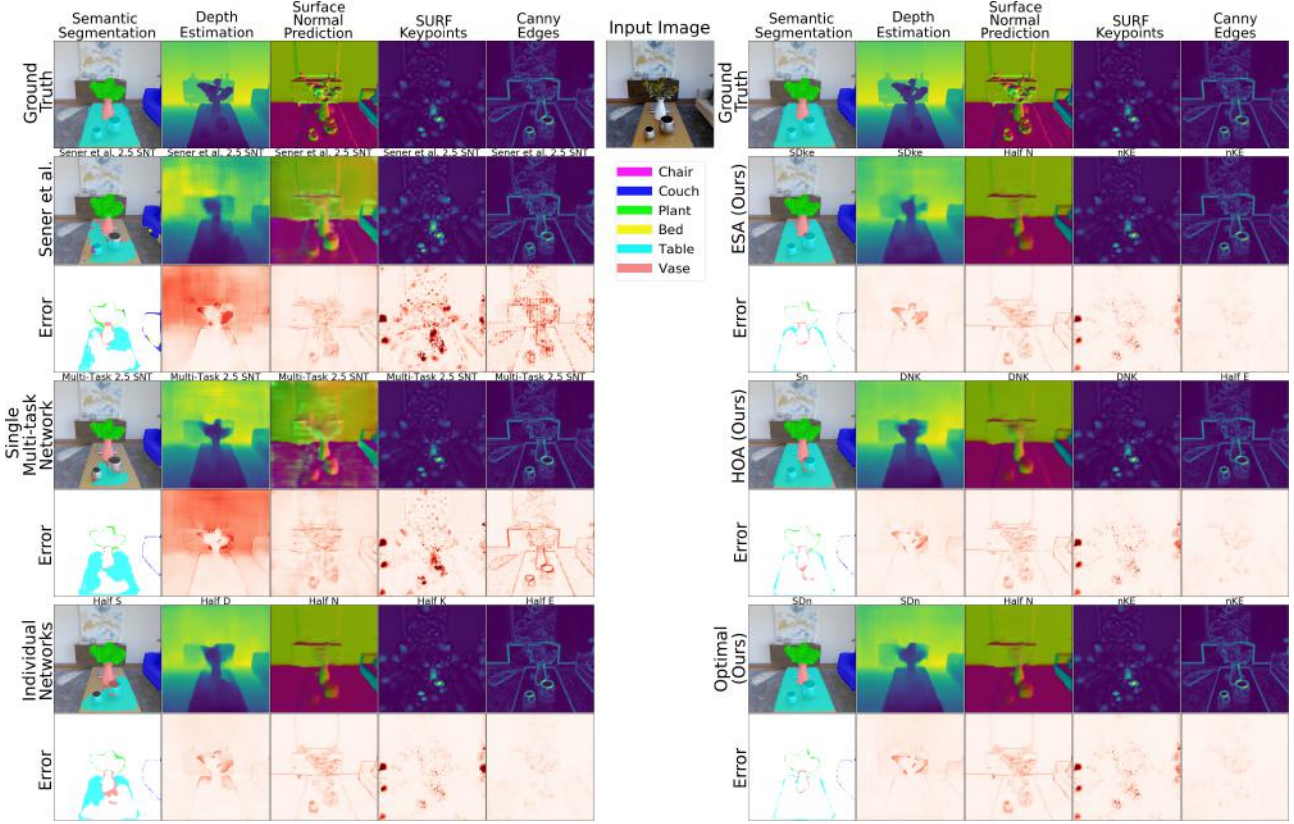 Semantic Segmentation
Depth Estimation
Surface Normal Prediction
SURF Keypoints
Canny Edges
Input Image
Semantic Segmentation
Depth Estimation
Surface Normal Prediction
SURF Keypoints
Canny Edges
Ground Truth
Ground Truth
Sener et al. 2.5 SNT
Sener et al. 2.5 SNT
Sener et al. 2.5 SNT
Sener et al. 2.5 SNT
Sener et al. 2.5 SNT
SDke
SDke
Half N
nKE
nKE
Sener et al.
Chair
Couch
Plant
Bed
Table
Vase
ESA (Ours)
Error
Error
Multi-Task 2.5 SNT
Multi-Task 2.5 SNT
Multi-Task 2.5 SNT
Multi-Task 2.5 SNT
Multi-Task 2.5 SNT
Sn
DNK
DNK
DNK
Half E
Single Multi-task Network
HOA (Ours)
Error
Error
Half S
Half D
Half N
Half K
Half E
SDn
SDn
Half N
nKE
nKE
Individual Networks
Optimal (Ours)
Error
Error